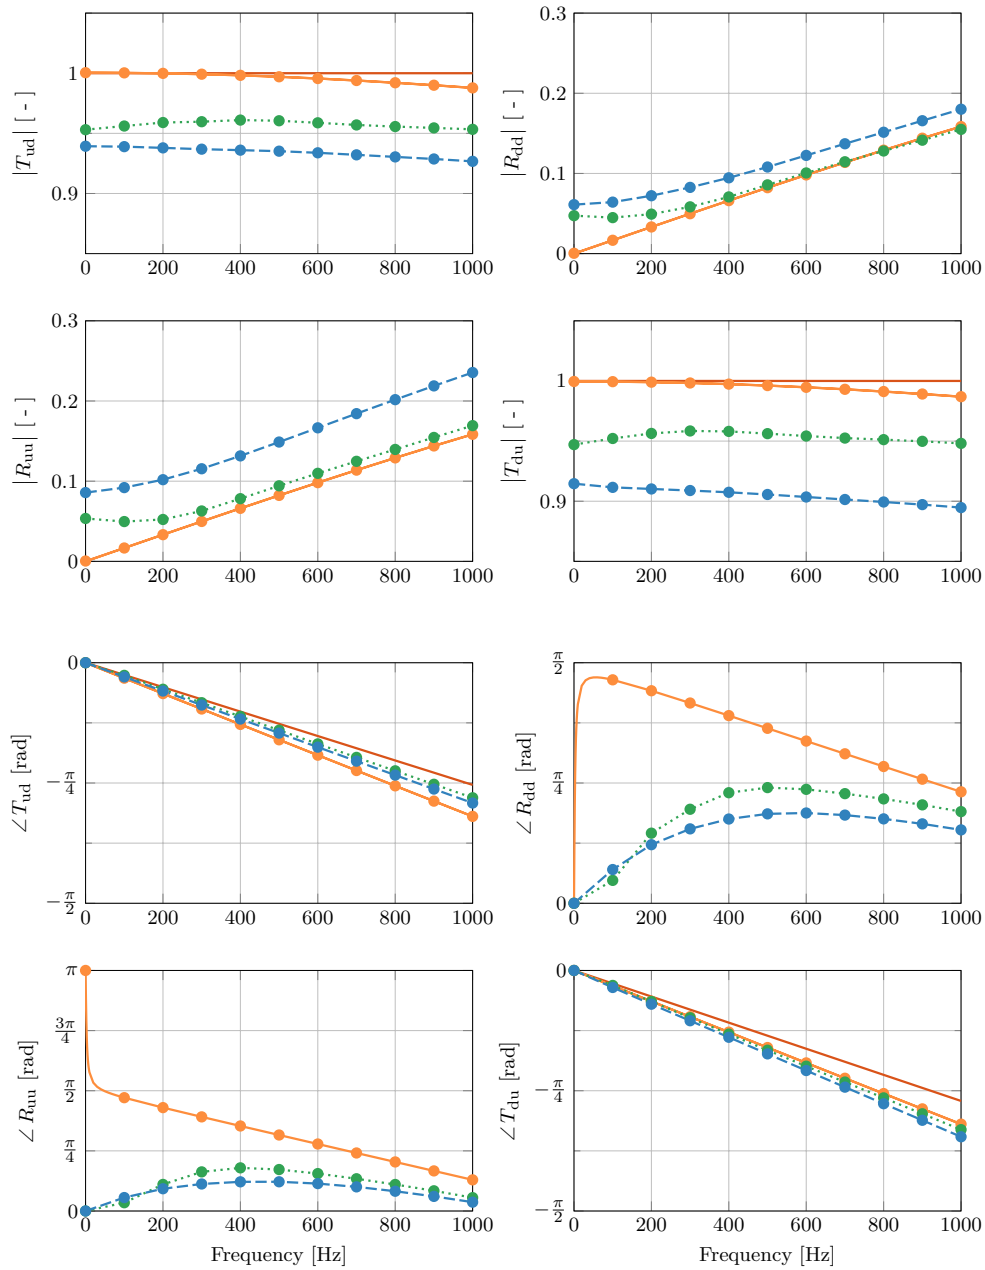 1
0.9
|T_ud| [ - ]
0 200 400 600 800 1000
0.3
0.2
0.1
0
|R_dd| [ - ]
0 200 400 600 800 1000
0.3
0.2
0.1
0
|R_uu| [ - ]
0 200 400 600 800 1000
1
0.9
|T_du| [ - ]
0 200 400 600 800 1000
0
−π/4
−π/2
∠T_ud [rad]
0 200 400 600 800 1000
π/2
π/4
0
∠R_dd [rad]
0 200 400 600 800 1000
π
3π/4
π/2
π/4
0
∠R_uu [rad]
0 200 400 600 800 1000
Frequency [Hz]
0
−π/4
−π/2
∠T_du [rad]
0 200 400 600 800 1000
Frequency [Hz]